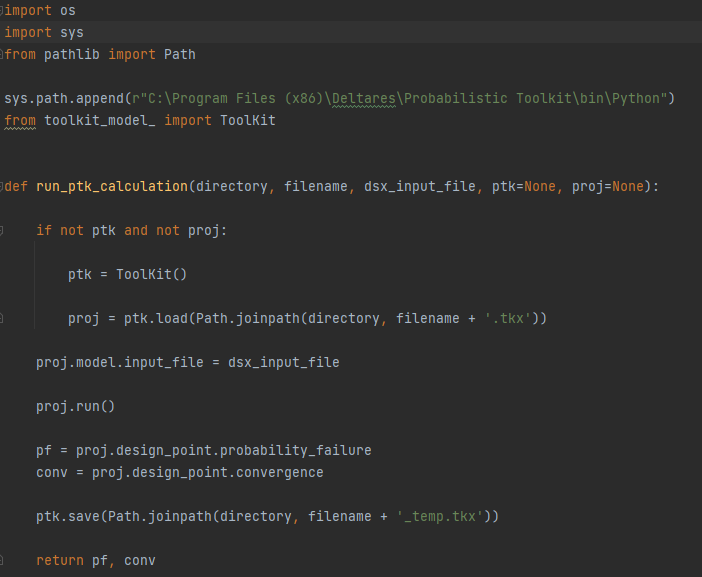 import os
import sys
from pathlib import Path
sys.path.append(r"C:\Program Files (x86)\Deltares\Probabilistic Toolkit\bin\Python")
from toolkit_model_ import ToolKit
def run_ptk_calculation(directory, filename, dsx_input_file, ptk=None, proj=None):
    if not ptk and not proj:
        ptk = ToolKit()
        proj = ptk.load(Path.joinpath(directory, filename + '.tkx'))
    proj.model.input_file = dsx_input_file
    proj.run()
    pf = proj.design_point.probability_failure
    conv = proj.design_point.convergence
    ptk.save(Path.joinpath(directory, filename + '_temp.tkx'))
    return pf, conv